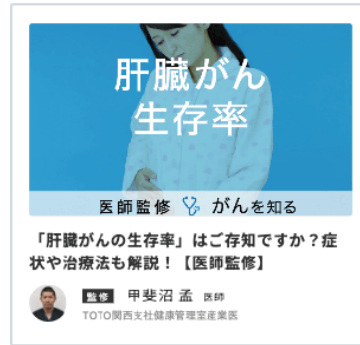 肝臓がん
生存率
医師監修 がんを知る
「肝臓がんの生存率」はご存知ですか？症
状や治療法も解説！【医師監修】
監修 甲斐沼 孟 医師
TOTO関西支社健康管理室産業医